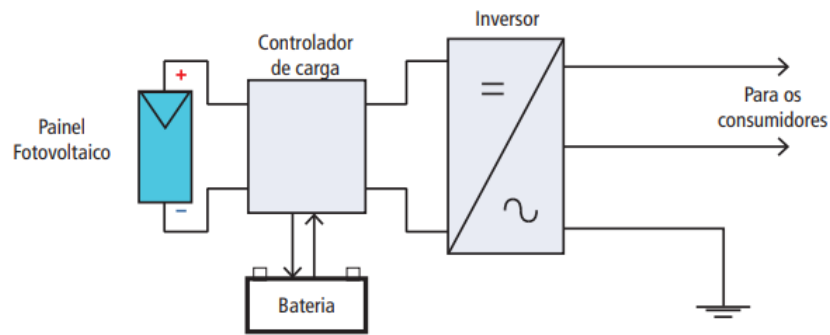 Inversor
Controlador
de carga
+
Painel
Fotovoltaico
−
=
Para os
consumidores
Bateria